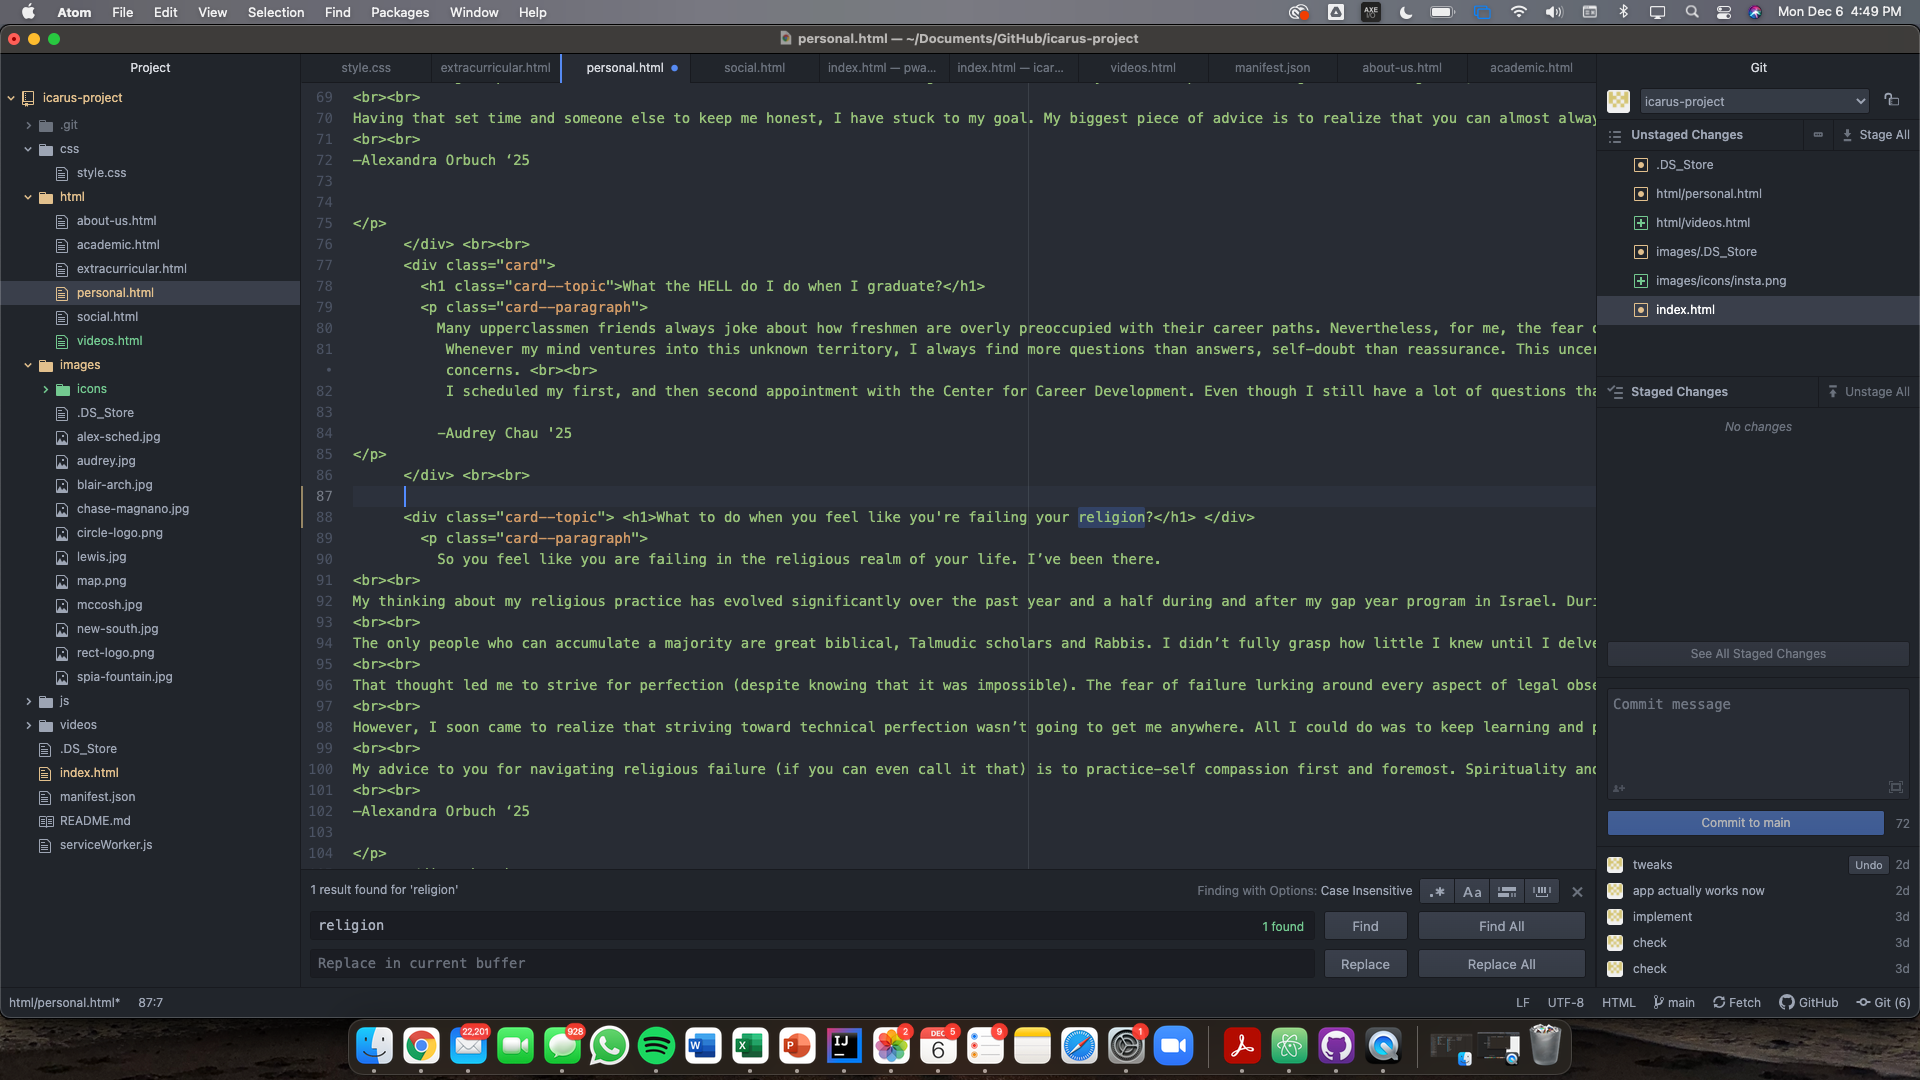 Atom File Edit View Selection Find Packages Window Help
AXE
Mon Dec 6 4:49 PM
personal.html — ~/Documents/GitHub/icarus-project
Project
style.css extracurricular.html personal.html social.html index.html — pwa... index.html — icar... videos.html manifest.json about-us.html academic.html
Git
icarus-project
.git
css
style.css
html
about-us.html
academic.html
extracurricular.html
personal.html
social.html
videos.html
images
icons
.DS_Store
alex-sched.jpg
audrey.jpg
blair-arch.jpg
chase-magnano.jpg
circle-logo.png
lewis.jpg
map.png
mccosh.jpg
new-south.jpg
rect-logo.png
spia-fountain.jpg
js
videos
.DS_Store
index.html
manifest.json
README.md
serviceWorker.js
69 <br><br>
70 Having that set time and someone else to keep me honest, I have stuck to my goal. My biggest piece of advice is to realize that you can almost alway
71 <br><br>
72 —Alexandra Orbuch ‘25
73
74
75 </p>
76 </div> <br><br>
77 <div class="card">
78 <h1 class="card--topic">What the HELL do I do when I graduate?</h1>
79 <p class="card--paragraph">
80 Many upperclassmen friends always joke about how freshmen are overly preoccupied with their career paths. Nevertheless, for me, the fear o
81 Whenever my mind ventures into this unknown territory, I always find more questions than answers, self-doubt than reassurance. This uncer
• concerns. <br><br>
82 I scheduled my first, and then second appointment with the Center for Career Development. Even though I still have a lot of questions tha
83
84 —Audrey Chau '25
85 </p>
86 </div> <br><br>
87
88 <div class="card--topic"> <h1>What to do when you feel like you're failing your religion?</h1> </div>
89 <p class="card--paragraph">
90 So you feel like you are failing in the religious realm of your life. I’ve been there.
91 <br><br>
92 My thinking about my religious practice has evolved significantly over the past year and a half during and after my gap year program in Israel. Duri
93 <br><br>
94 The only people who can accumulate a majority are great biblical, Talmudic scholars and Rabbis. I didn’t fully grasp how little I knew until I delve
95 <br><br>
96 That thought led me to strive for perfection (despite knowing that it was impossible). The fear of failure lurking around every aspect of legal obse
97 <br><br>
98 However, I soon came to realize that striving toward technical perfection wasn’t going to get me anywhere. All I could do was to keep learning and p
99 <br><br>
100 My advice to you for navigating religious failure (if you can even call it that) is to practice-self compassion first and foremost. Spirituality and
101 <br><br>
102 —Alexandra Orbuch ‘25
103
104 </p>
1 result found for 'religion'
Finding with Options: Case Insensitive .* Aa
religion 1 found Find Find All
Replace in current buffer Replace Replace All
html/personal.html* 87:7
LF UTF-8 HTML main Fetch GitHub Git (6)
icarus-project
Unstaged Changes Stage All
.DS_Store
html/personal.html
html/videos.html
images/.DS_Store
images/icons/insta.png
index.html
Staged Changes Unstage All
No changes
See All Staged Changes
Commit message
Commit to main 72
tweaks Undo 2d
app actually works now 2d
implement 3d
check 3d
check 3d
22,201 928 W X P IJ 2 DEC 6 5 9 1